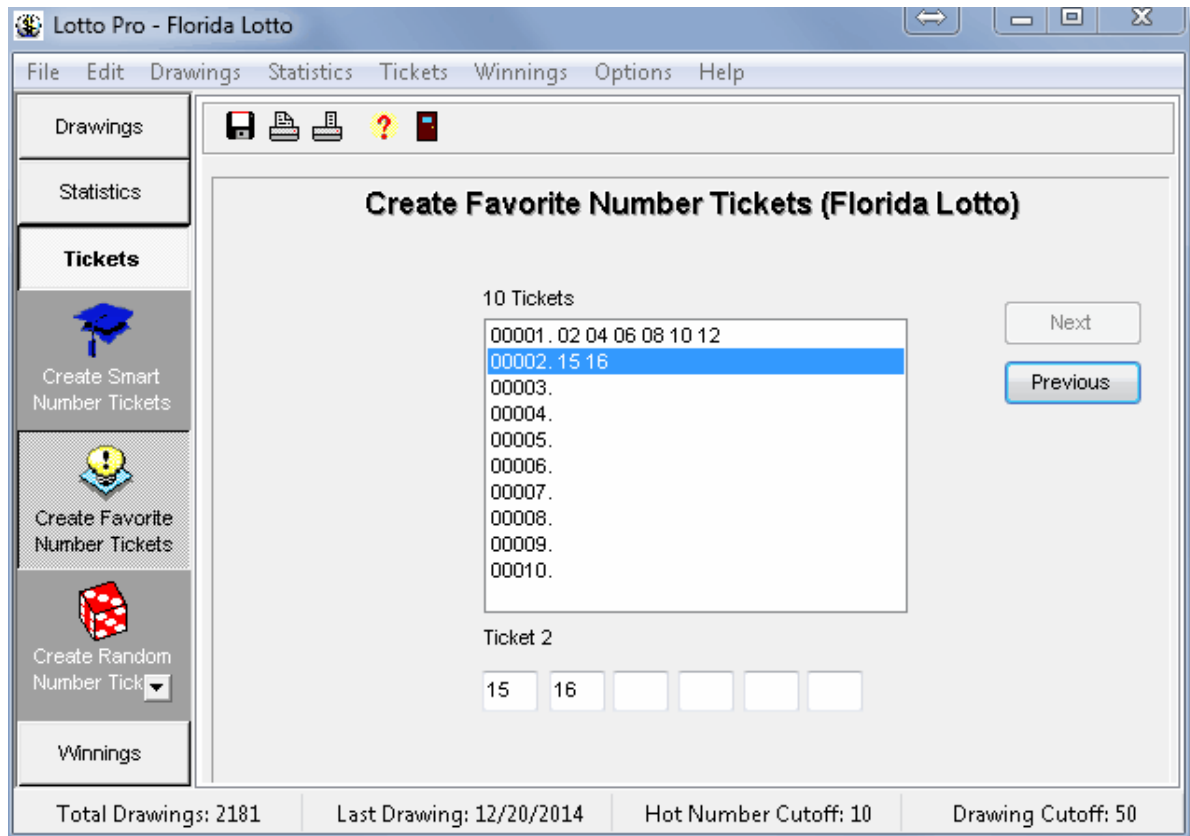 Lotto Pro - Florida Lotto
File Edit Drawings Statistics Tickets Winnings Options Help
Drawings
Statistics
Tickets
Create Smart
Number Tickets
Create Favorite
Number Tickets
Create Random
Number Tick
Winnings
Create Favorite Number Tickets (Florida Lotto)
10 Tickets
00001. 02 04 06 08 10 12
00002. 15 16
00003.
00004.
00005.
00006.
00007.
00008.
00009.
00010.
Next
Previous
Ticket 2
15 16
Total Drawings: 2181 Last Drawing: 12/20/2014 Hot Number Cutoff: 10 Drawing Cutoff: 50